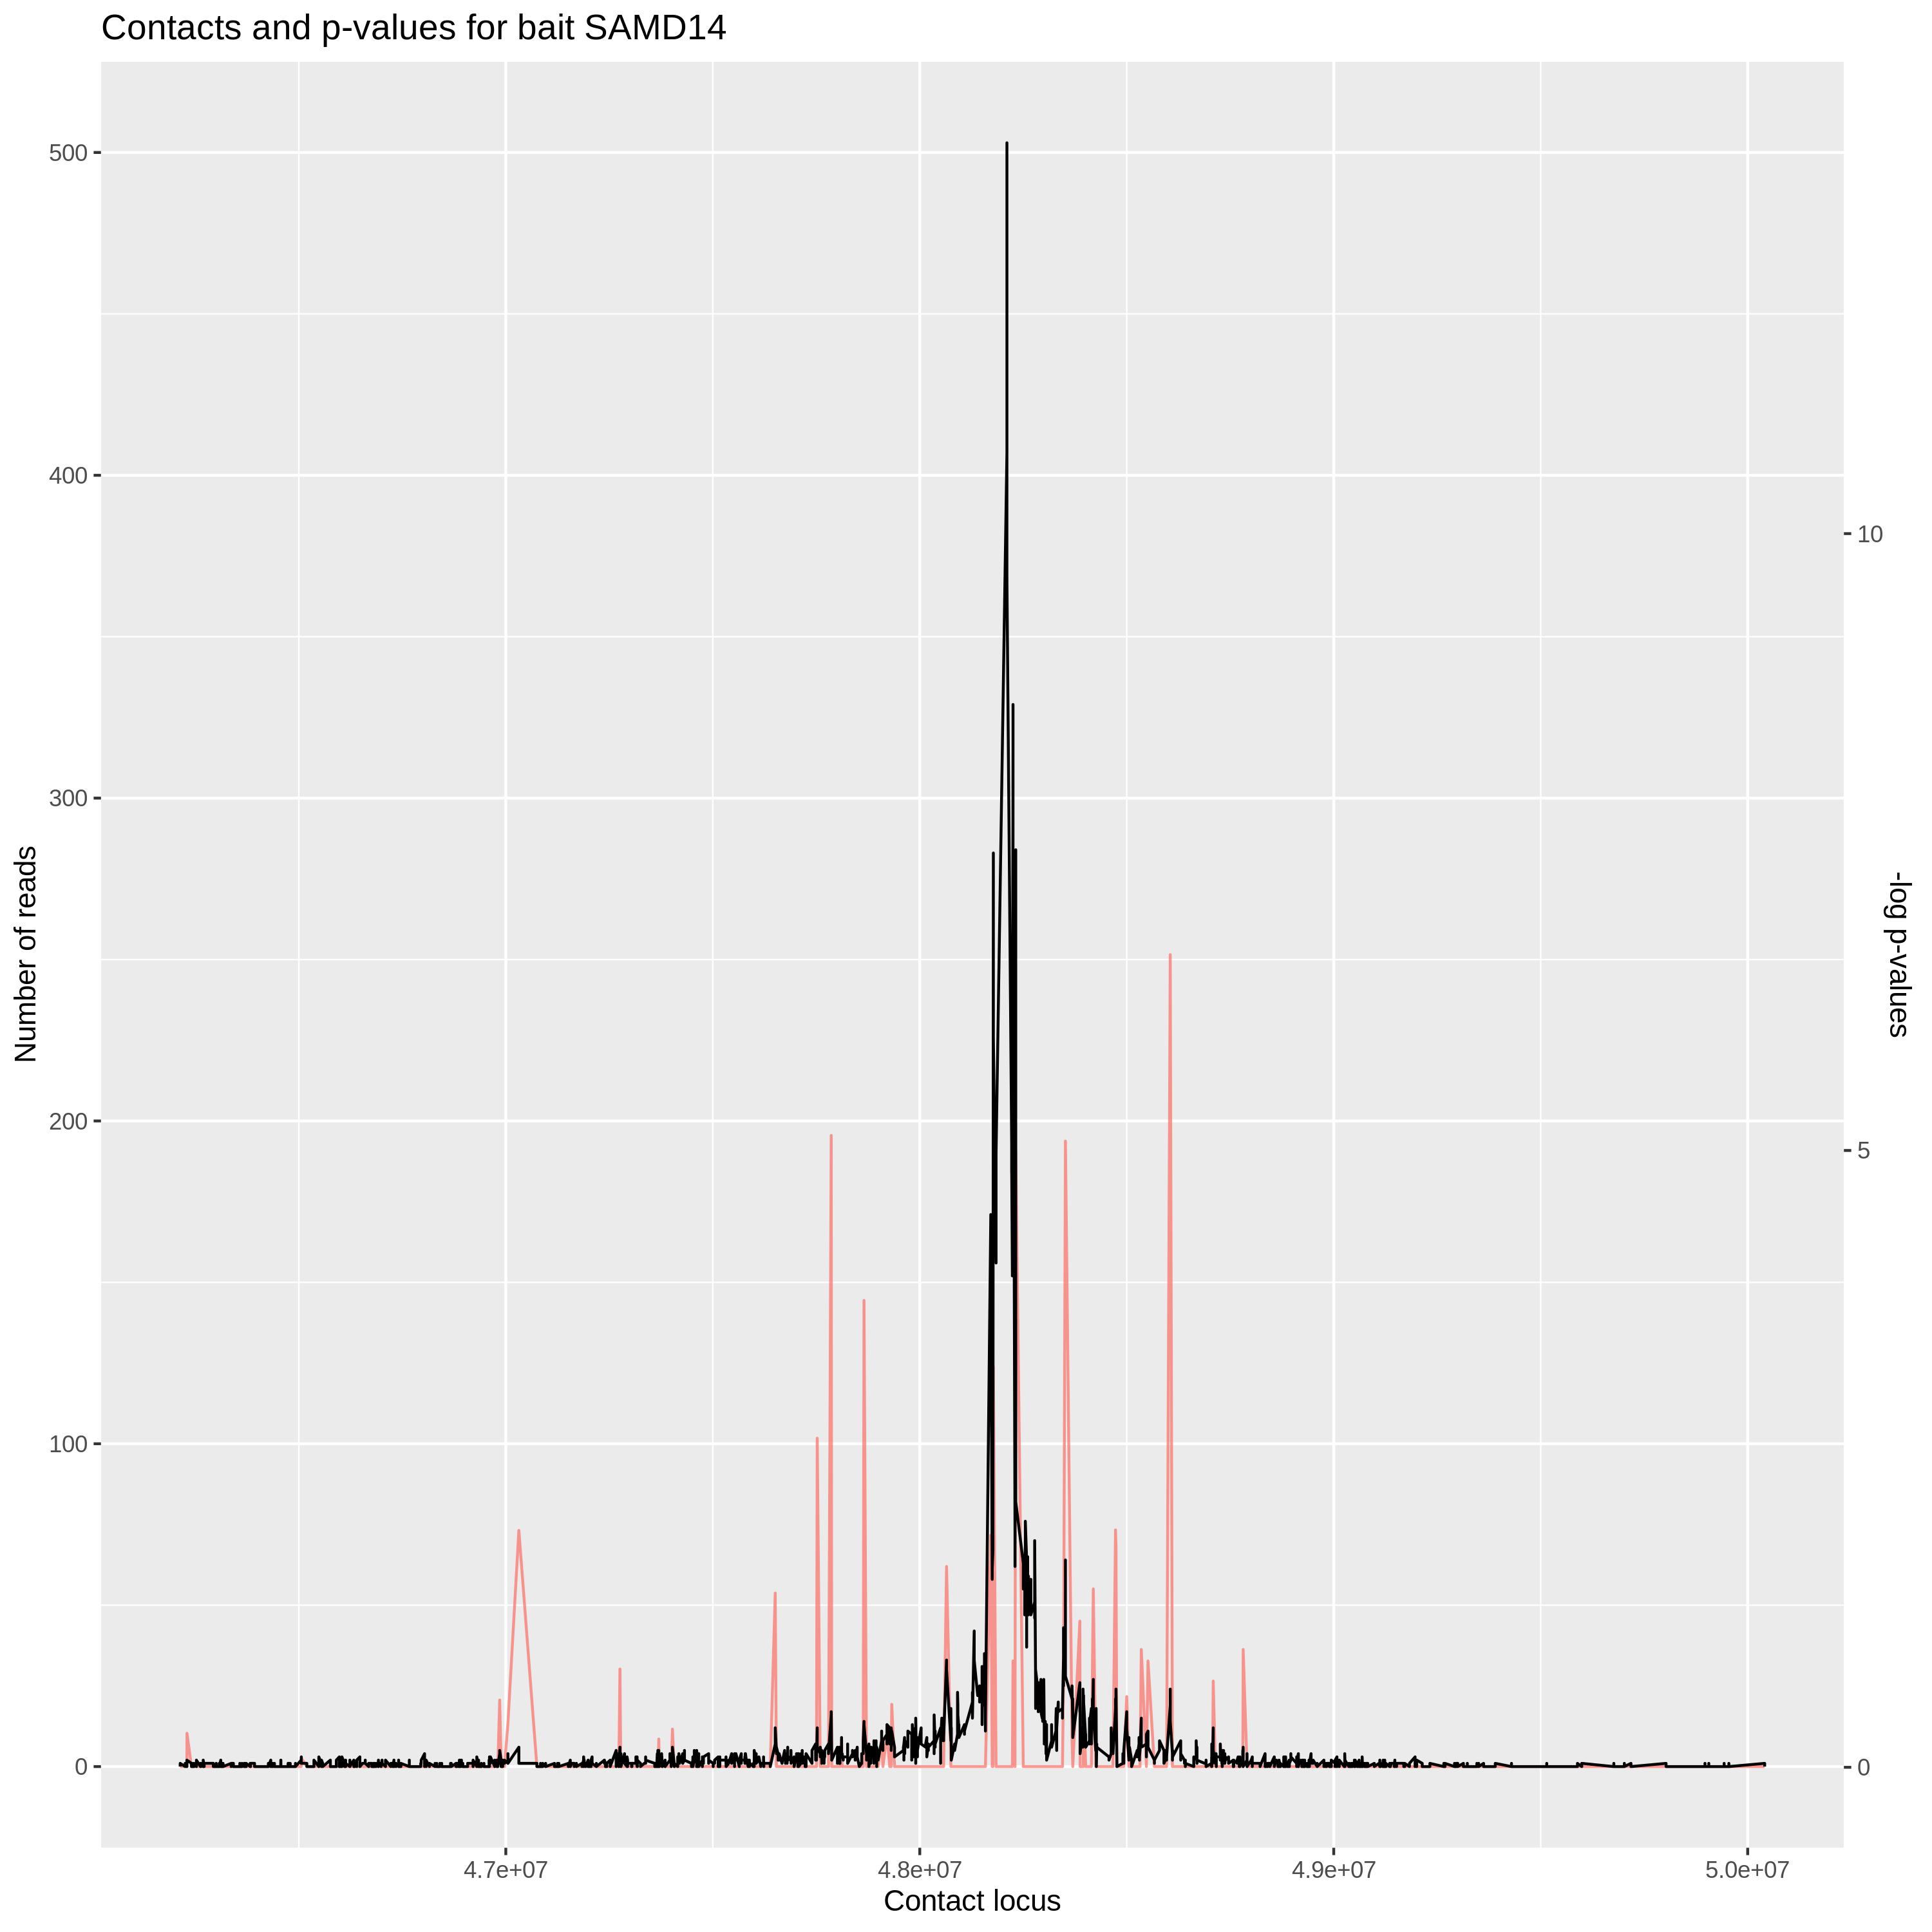 Contacts and p-values for bait SAMD14
Number of reads
500
400
300
200
100
0
10
5
0
-log p-values
4.7e+07
4.8e+07
4.9e+07
5.0e+07
Contact locus